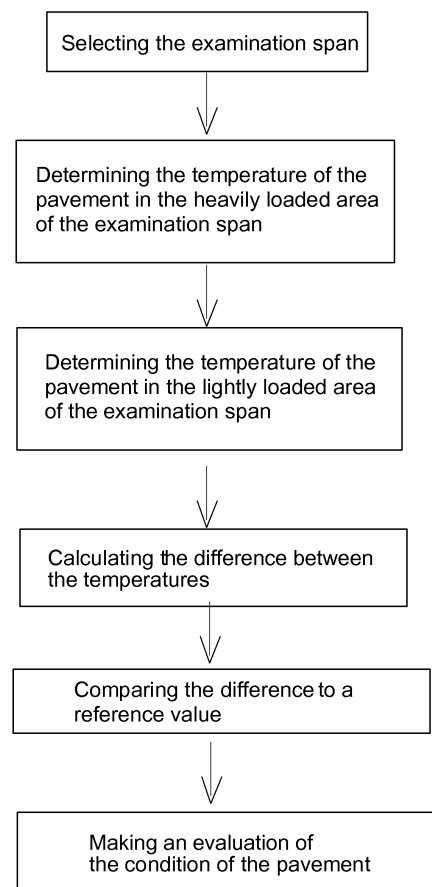 Selecting the examination span
Determining the temperature of the
pavement in the heavily loaded area
of the examination span
Determining the temperature of the
pavement in the lightly loaded area
of the examination span
Calculating the difference between
the temperatures
Comparing the difference to a
reference value
Making an evaluation of
the condition of the pavement